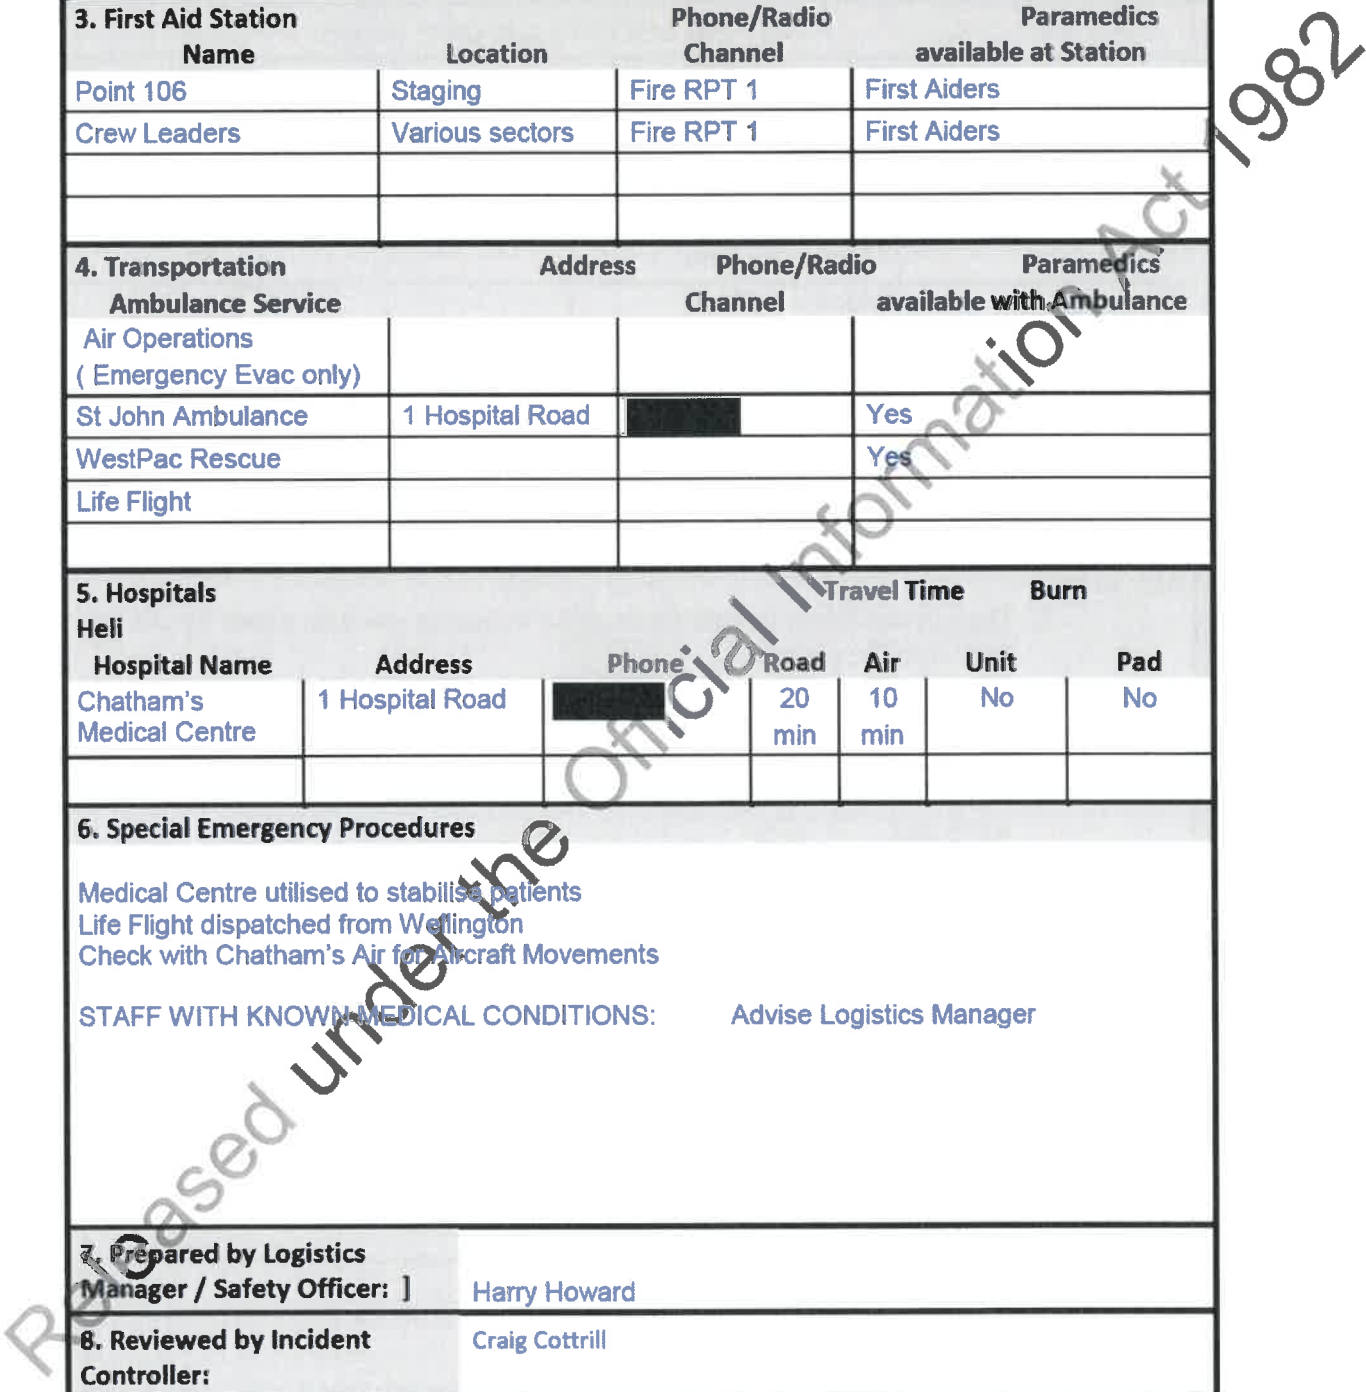 3. First Aid Station Phone/Radio Paramedics
Name Location Channel available at Station
Point 106 Staging Fire RPT 1 First Aiders
Crew Leaders Various sectors Fire RPT 1 First Aiders
4. Transportation Address Phone/Radio Paramedics
Ambulance Service Channel available with Ambulance
Air Operations
( Emergency Evac only)
St John Ambulance 1 Hospital Road Yes
WestPac Rescue Yes
Life Flight
5. Hospitals Travel Time Burn
Heli
Hospital Name Address Phone Road Air Unit Pad
Chatham's 1 Hospital Road 20 10 No No
Medical Centre min min
6. Special Emergency Procedures
Medical Centre utilised to stabilise patients
Life Flight dispatched from Wellington
Check with Chatham's Air for Aircraft Movements
STAFF WITH KNOWN MEDICAL CONDITIONS: Advise Logistics Manager
7. Prepared by Logistics
Manager / Safety Officer: ] Harry Howard
8. Reviewed by Incident Craig Cottrill
Controller:
Released under the Official Information Act 1982